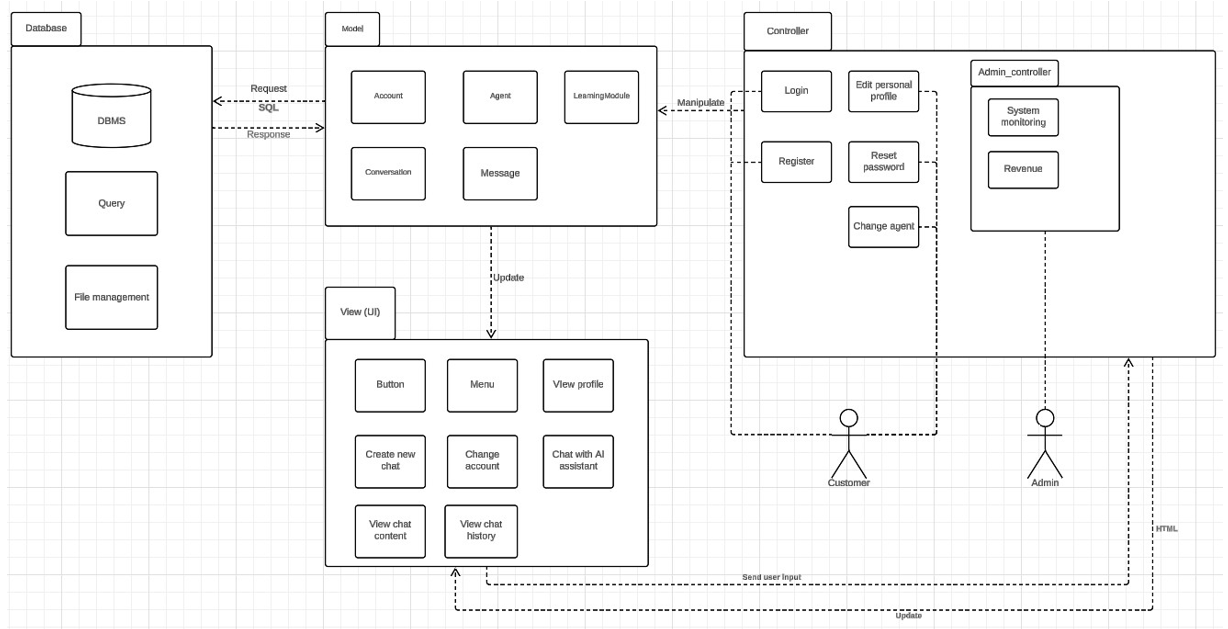 Database
DBMS
Query
File management
Request
SQL
Response
Model
Account
Agent
LearningModule
Conversation
Message
Update
View (UI)
Button
Menu
VIew profile
Create new
chat
Change
account
Chat with AI
assistant
View chat
content
View chat
history
Manipulate
Controller
Login
Edit personal
profile
Register
Reset
password
Change agent
Admin_controller
System
monitoring
Revenue
Customer
Admin
HTML
Send user input
Update